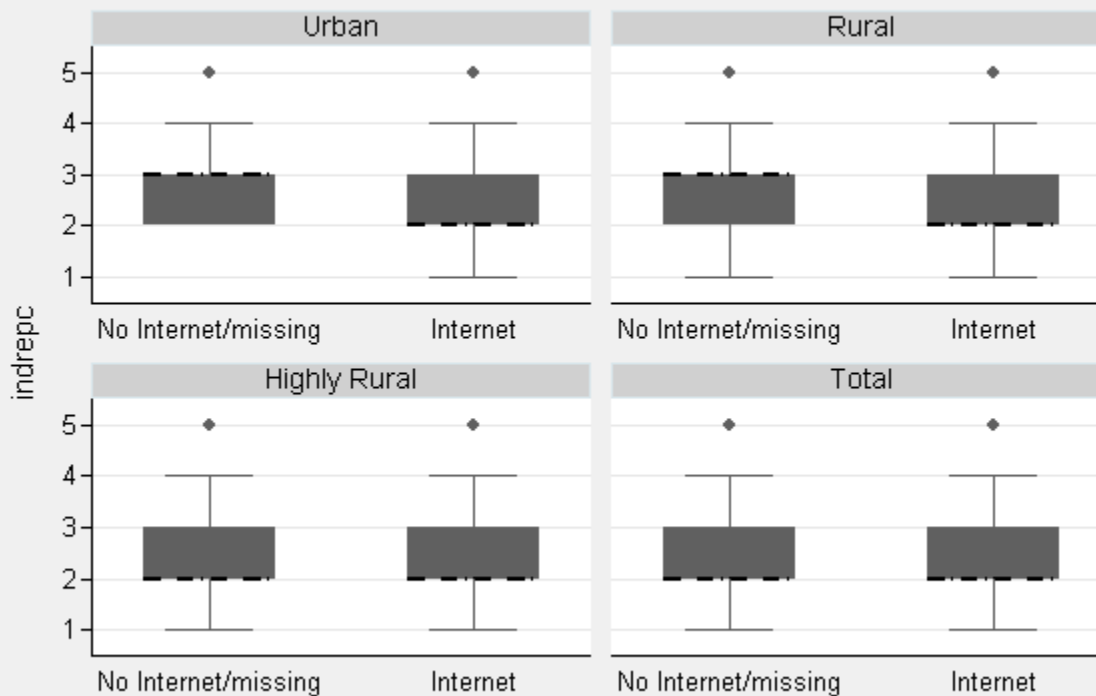 Urban
Rural
5
4
3
2
1
No Internet/missing
Internet
No Internet/missing
Internet
indrepc
Highly Rural
Total
5
4
3
2
1
No Internet/missing
Internet
No Internet/missing
Internet